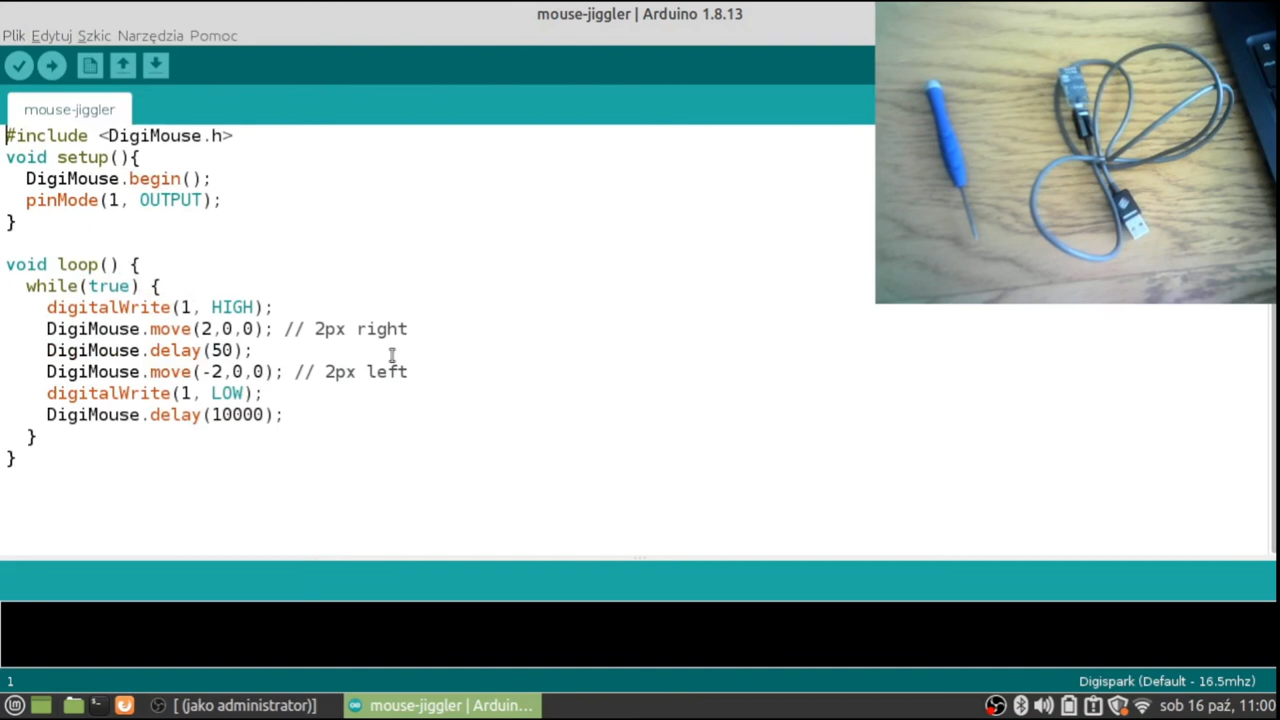 mouse-jiggler | Arduino 1.8.13
Plik Edytuj Szkic Narzędzia Pomoc
mouse-jiggler
#include <DigiMouse.h>
void setup(){
  DigiMouse.begin();
  pinMode(1, OUTPUT);
}
void loop() {
  while(true) {
    digitalWrite(1, HIGH);
    DigiMouse.move(2,0,0); // 2px right
    DigiMouse.delay(50);
    DigiMouse.move(-2,0,0); // 2px left
    digitalWrite(1, LOW);
    DigiMouse.delay(10000);
  }
}
1 Digispark (Default - 16.5mhz)
[ (jako administrator)] mouse-jiggler | Arduin... sob 16 paź, 11:00